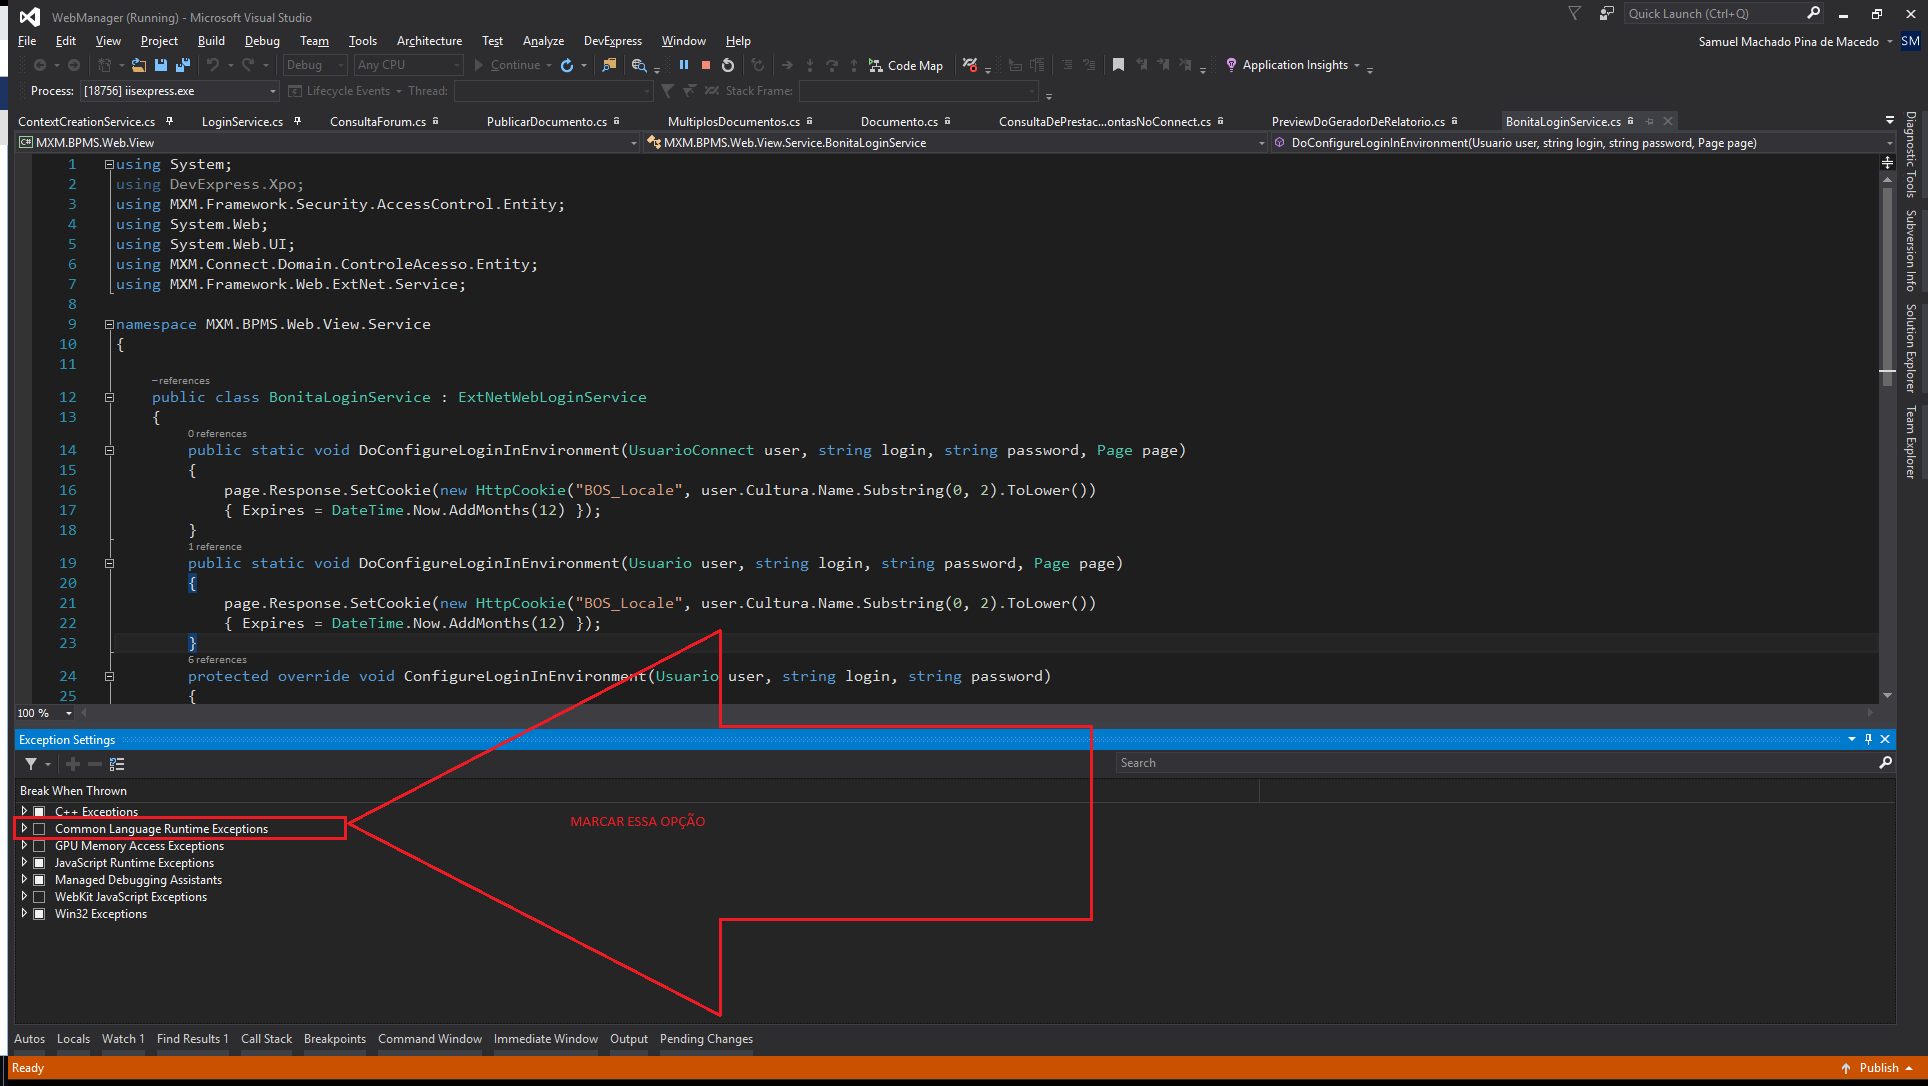 WebManager (Running) - Microsoft Visual Studio
Quick Launch (Ctrl+Q)
File Edit View Project Build Debug Team Tools Architecture Test Analyze DevExpress Window Help
Samuel Machado Pina de Macedo SM
Debug Any CPU Continue Code Map Application Insights
Process: [18756] iisexpress.exe Lifecycle Events Thread: Stack Frame:
ContextCreationService.cs LoginService.cs ConsultaForum.cs PublicarDocumento.cs MultiplosDocumentos.cs Documento.cs ConsultaDePrestac...ontasNoConnect.cs PreviewDoGeradorDeRelatorio.cs BonitaLoginService.cs
C# MXM.BPMS.Web.View MXM.BPMS.Web.View.Service.BonitaLoginService DoConfigureLoginInEnvironment(Usuario user, string login, string password, Page page)
1 using System;
2 using DevExpress.Xpo;
3 using MXM.Framework.Security.AccessControl.Entity;
4 using System.Web;
5 using System.Web.UI;
6 using MXM.Connect.Domain.ControleAcesso.Entity;
7 using MXM.Framework.Web.ExtNet.Service;
8
9 namespace MXM.BPMS.Web.View.Service
10 {
11
– references
12 public class BonitaLoginService : ExtNetWebLoginService
13 {
0 references
14 public static void DoConfigureLoginInEnvironment(UsuarioConnect user, string login, string password, Page page)
15 {
16 page.Response.SetCookie(new HttpCookie("BOS_Locale", user.Cultura.Name.Substring(0, 2).ToLower())
17 { Expires = DateTime.Now.AddMonths(12) });
18 }
1 reference
19 public static void DoConfigureLoginInEnvironment(Usuario user, string login, string password, Page page)
20 {
21 page.Response.SetCookie(new HttpCookie("BOS_Locale", user.Cultura.Name.Substring(0, 2).ToLower())
22 { Expires = DateTime.Now.AddMonths(12) });
23 }
6 references
24 protected override void ConfigureLoginInEnvironment(Usuario user, string login, string password)
25 {
100 %
Diagnostic Tools
Subversion Info
Solution Explorer
Team Explorer
Exception Settings
Search
Break When Thrown
C++ Exceptions
Common Language Runtime Exceptions
MARCAR ESSA OPÇÃO
GPU Memory Access Exceptions
JavaScript Runtime Exceptions
Managed Debugging Assistants
WebKit JavaScript Exceptions
Win32 Exceptions
Autos Locals Watch 1 Find Results 1 Call Stack Breakpoints Command Window Immediate Window Output Pending Changes
Ready Publish